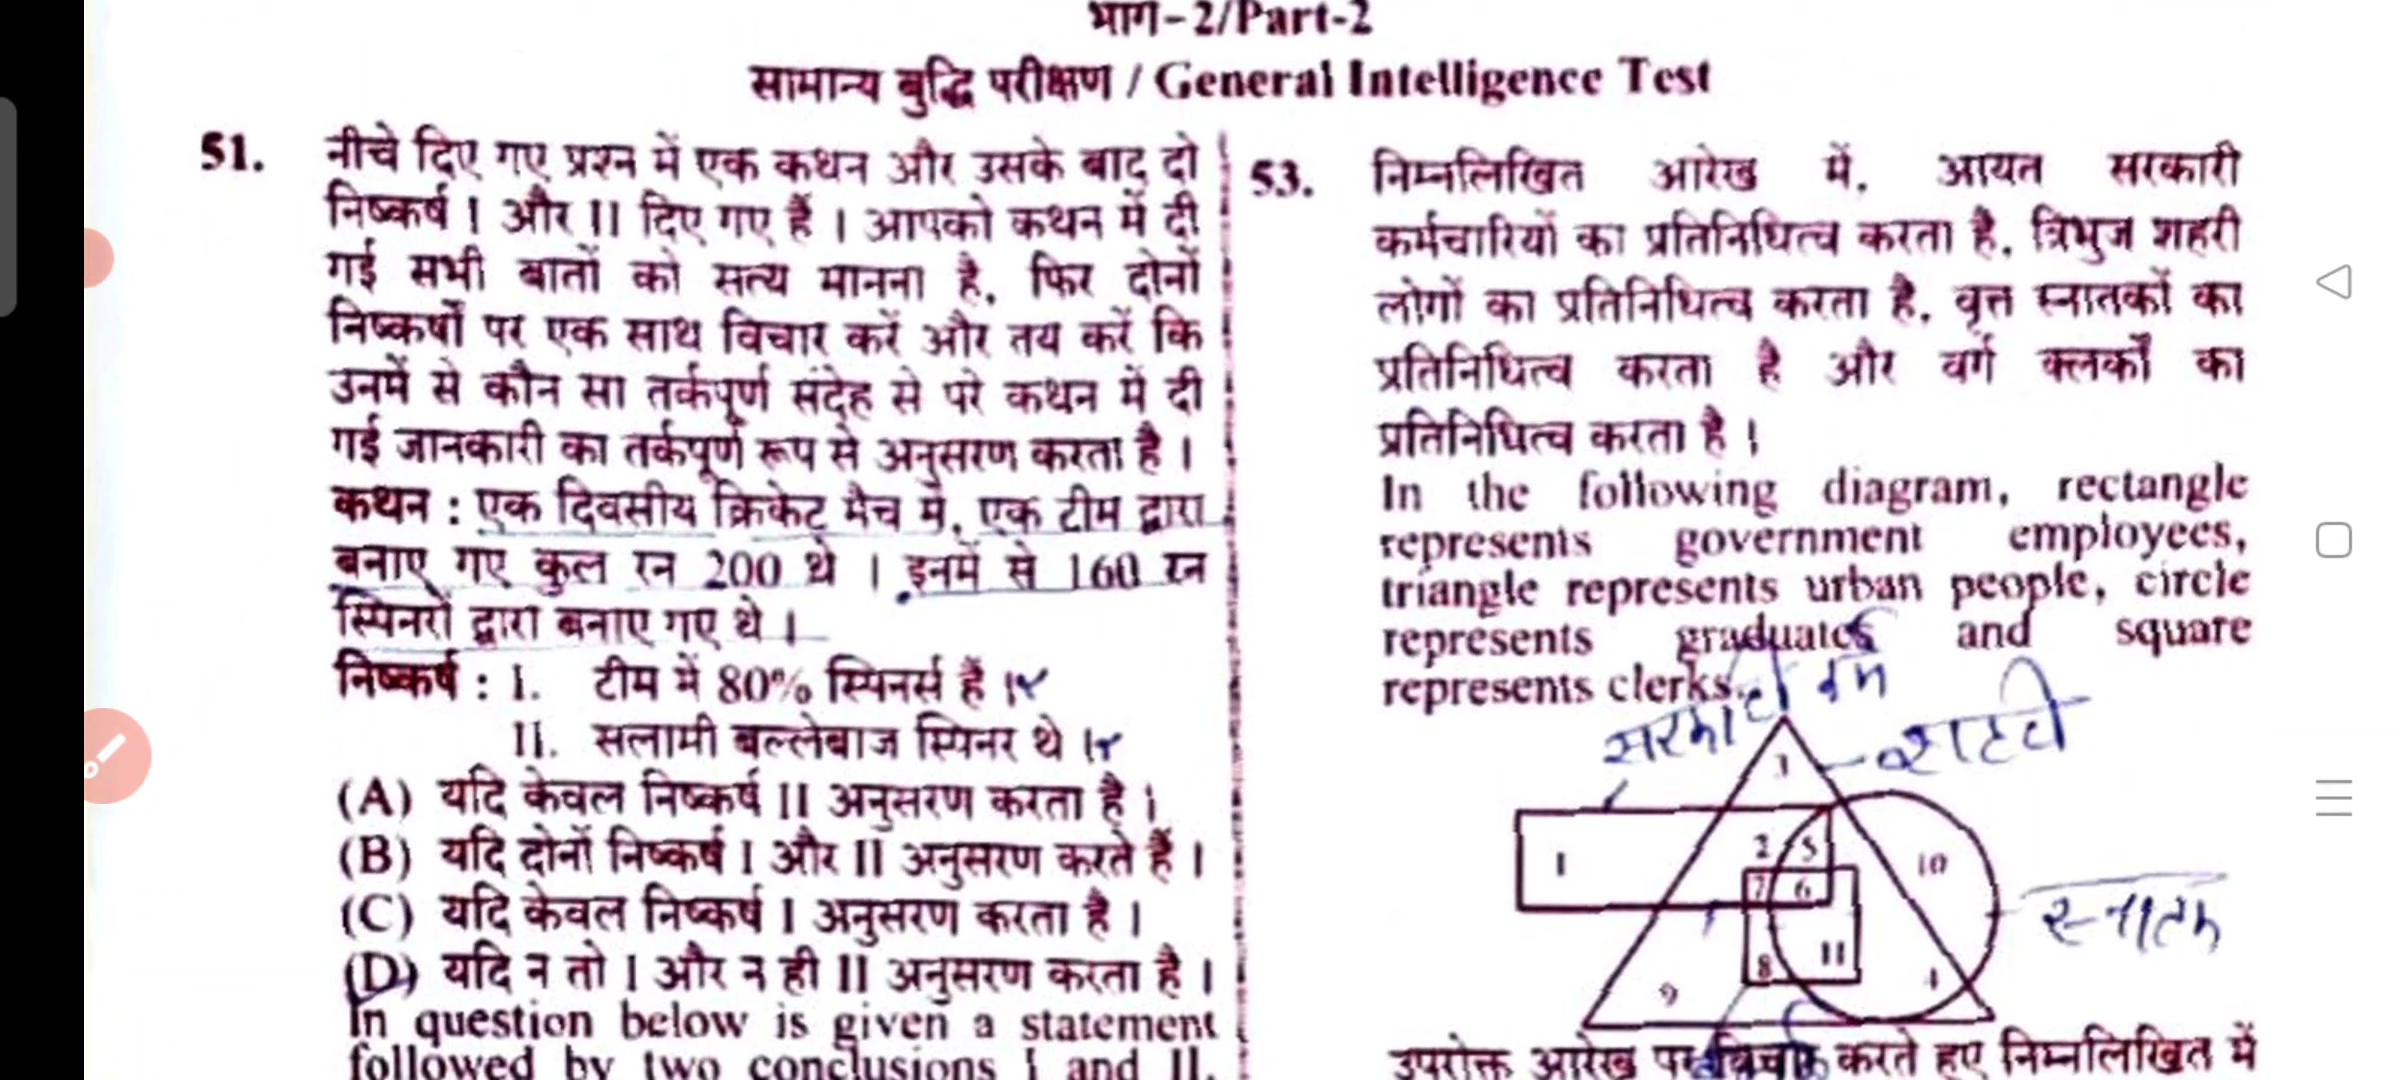 भाग-2/Part-2
सामान्य बुद्धि परीक्षण / General Intelligence Test
51. नीचे दिए गए प्रश्न में एक कथन और उसके बाद दो
निष्कर्ष I और II दिए गए हैं । आपको कथन में दी
गई सभी बातों को सत्य मानना है, फिर दोनों
निष्कर्षों पर एक साथ विचार करें और तय करें कि
उनमें से कौन सा तर्कपूर्ण संदेह से परे कथन में दी
गई जानकारी का तर्कपूर्ण रूप से अनुसरण करता है ।
कथन : एक दिवसीय क्रिकेट मैच में, एक टीम द्वारा
बनाए गए कुल रन 200 थे । इनमें से 160 रन
स्पिनरों द्वारा बनाए गए थे ।
निष्कर्ष : I. टीम में 80% स्पिनर्स हैं ।
II. सलामी बल्लेबाज स्पिनर थे ।
(A) यदि केवल निष्कर्ष II अनुसरण करता है ।
(B) यदि दोनों निष्कर्ष I और II अनुसरण करते हैं ।
(C) यदि केवल निष्कर्ष I अनुसरण करता है ।
(D) यदि न तो I और न ही II अनुसरण करता है ।
In question below is given a statement
followed by two conclusions I and II.
53. निम्नलिखित आरेख में, आयत सरकारी
कर्मचारियों का प्रतिनिधित्व करता है, त्रिभुज शहरी
लोगों का प्रतिनिधित्व करता है, वृत्त स्नातकों का
प्रतिनिधित्व करता है और वर्ग क्लर्कों का
प्रतिनिधित्व करता है ।
In the following diagram, rectangle
represents government employees,
triangle represents urban people, circle
represents graduates and square
represents clerks.
सरकारी
शहरी
3
1
2 5
10
7 6
स्नातक
8 11
9
4
उपरोक्त आरेख पर विचार करते हुए निम्नलिखित में